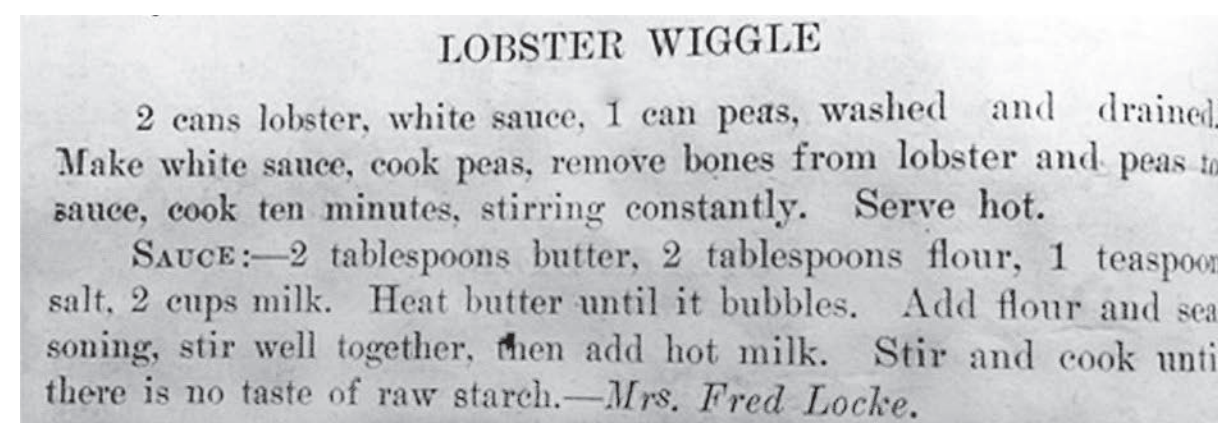 LOBSTER WIGGLE
2 cans lobster, white sauce, 1 can peas, washed and drained.
Make white sauce, cook peas, remove bones from lobster and peas to
sauce, cook ten minutes, stirring constantly. Serve hot.
SAUCE:—2 tablespoons butter, 2 tablespoons flour, 1 teaspoon
salt, 2 cups milk. Heat butter until it bubbles. Add flour and sea
soning, stir well together, then add hot milk. Stir and cook unti
there is no taste of raw starch.—Mrs. Fred Locke.